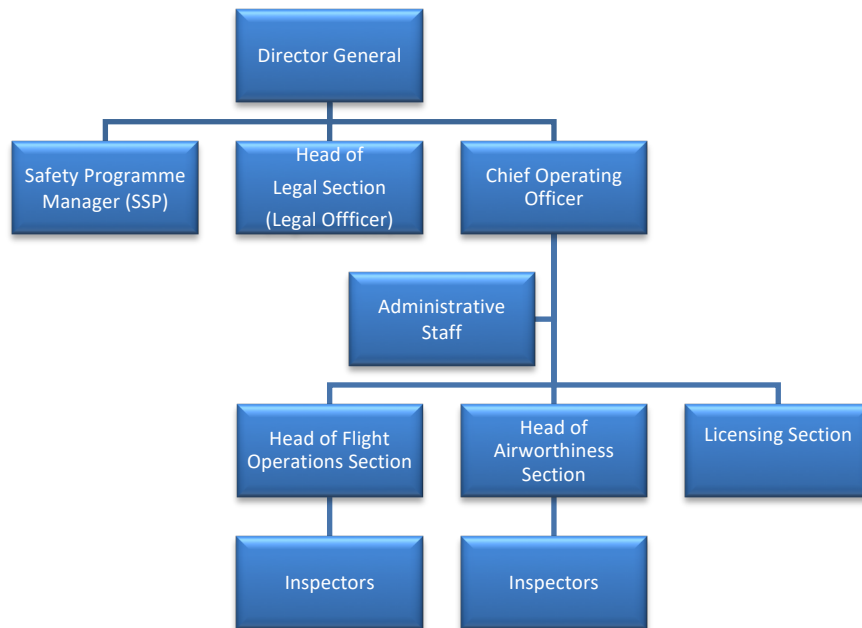 Director General
Safety Programme
Manager (SSP)
Head of
Legal Section
(Legal Offficer)
Chief Operating
Officer
Administrative
Staff
Head of Flight
Operations Section
Head of
Airworthiness
Section
Licensing Section
Inspectors
Inspectors